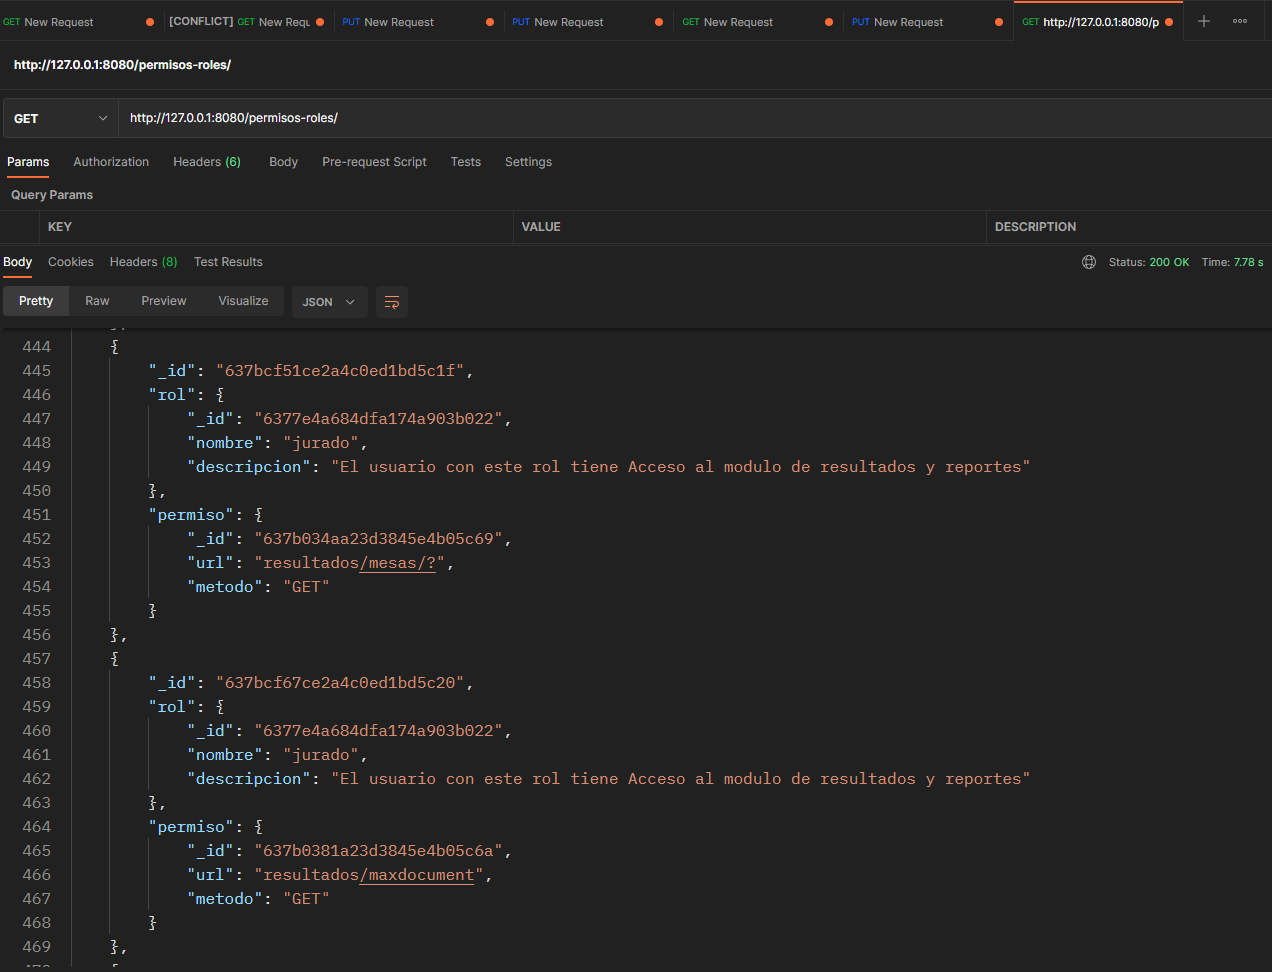 GET New Request [CONFLICT] GET New Requ PUT New Request PUT New Request GET New Request PUT New Request GET http://127.0.0.1:8080/p
http://127.0.0.1:8080/permisos-roles/
GET http://127.0.0.1:8080/permisos-roles/
Params Authorization Headers (6) Body Pre-request Script Tests Settings
Query Params
KEY VALUE DESCRIPTION
Body Cookies Headers (8) Test Results Status: 200 OK Time: 7.78 s
Pretty Raw Preview Visualize JSON
444 {
445 "_id": "637bcf51ce2a4c0ed1bd5c1f",
446 "rol": {
447 "_id": "6377e4a684dfa174a903b022",
448 "nombre": "jurado",
449 "descripcion": "El usuario con este rol tiene Acceso al modulo de resultados y reportes"
450 },
451 "permiso": {
452 "_id": "637b034aa23d3845e4b05c69",
453 "url": "resultados/mesas/?",
454 "metodo": "GET"
455 }
456 },
457 {
458 "_id": "637bcf67ce2a4c0ed1bd5c20",
459 "rol": {
460 "_id": "6377e4a684dfa174a903b022",
461 "nombre": "jurado",
462 "descripcion": "El usuario con este rol tiene Acceso al modulo de resultados y reportes"
463 },
464 "permiso": {
465 "_id": "637b0381a23d3845e4b05c6a",
466 "url": "resultados/maxdocument",
467 "metodo": "GET"
468 }
469 },